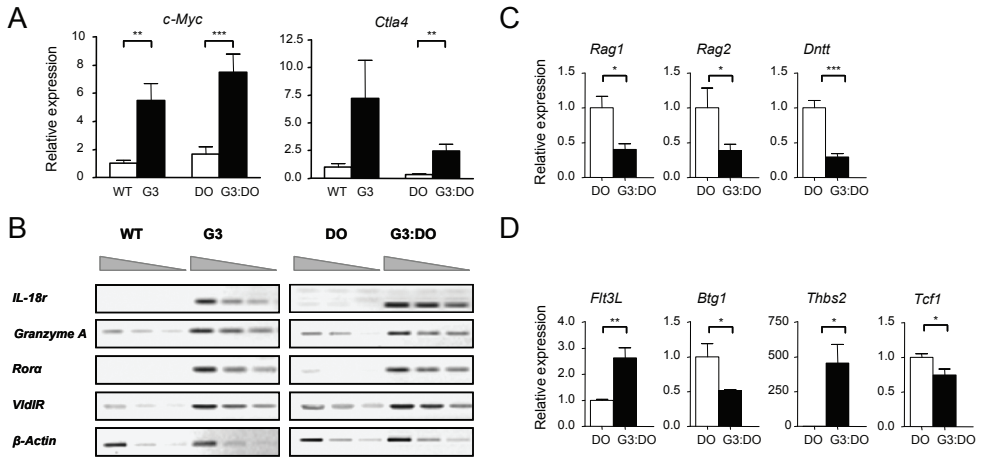 A
c-Myc
Ctla4
Relative expression
10
8
6
4
2
0
**
***
WT G3 DO G3:DO
12.5
10.0
7.5
5.0
2.5
0.0
**
WT G3 DO G3:DO
B
WT G3 DO G3:DO
IL-18r
Granzyme A
Rorα
VldlR
β-Actin
C
Rag1 Rag2 Dntt
Relative expression
1.5
1.0
0.5
0.0
*
DO G3:DO
1.5
1.0
0.5
0.0
*
DO G3:DO
1.5
1.0
0.5
0.0
***
DO G3:DO
D
Flt3L Btg1 Thbs2 Tcf1
Relative expression
4.0
3.0
2.0
1.0
0.0
**
DO G3:DO
1.5
1.0
0.5
0.0
*
DO G3:DO
750
500
250
0
*
DO G3:DO
1.5
1.0
0.5
0.0
*
DO G3:DO